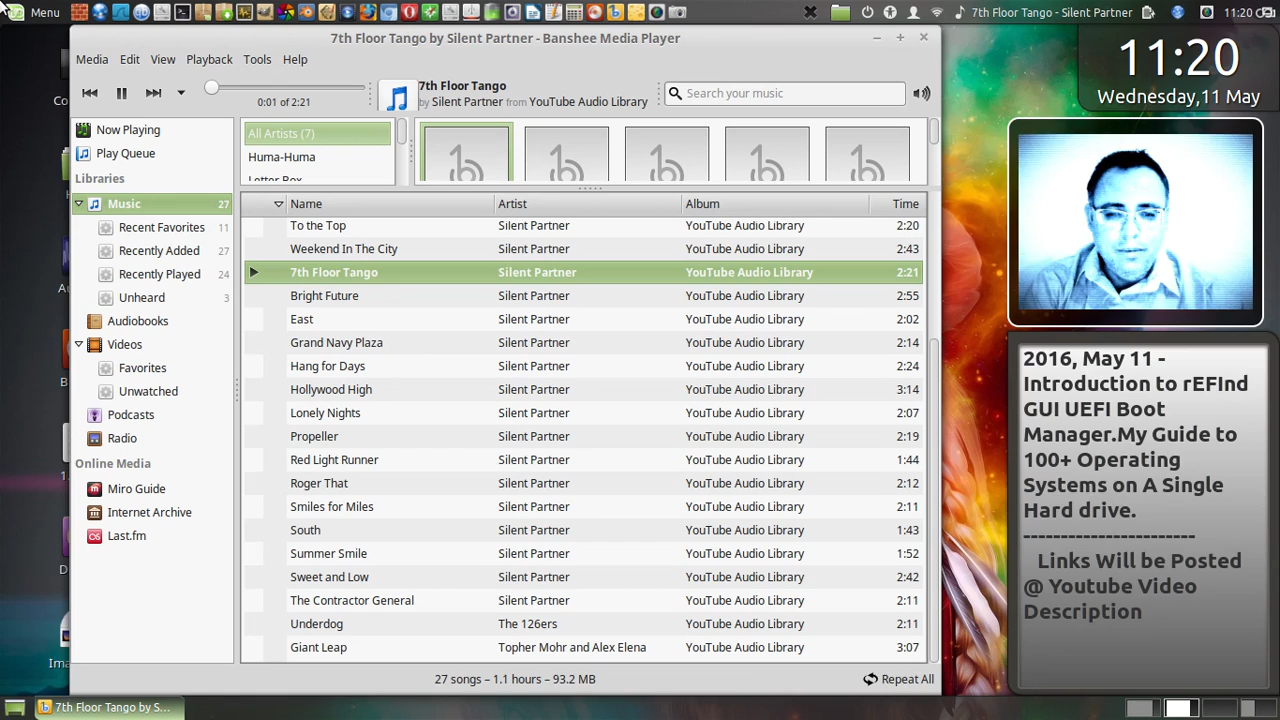 Menu
7th Floor Tango - Silent Partner
11:20
7th Floor Tango by Silent Partner - Banshee Media Player
Media Edit View Playback Tools Help
7th Floor Tango
by Silent Partner from YouTube Audio Library
0:01 of 2:21
Search your music
Now Playing
Play Queue
Libraries
Music 27
Recent Favorites 11
Recently Added 27
Recently Played 24
Unheard 3
Audiobooks
Videos
Favorites
Unwatched
Podcasts
Radio
Online Media
Miro Guide
Internet Archive
Last.fm
All Artists (7)
Huma-Huma
Letter Box
Name Artist Album Time
To the Top Silent Partner YouTube Audio Library 2:20
Weekend In The City Silent Partner YouTube Audio Library 2:43
7th Floor Tango Silent Partner YouTube Audio Library 2:21
Bright Future Silent Partner YouTube Audio Library 2:55
East Silent Partner YouTube Audio Library 2:02
Grand Navy Plaza Silent Partner YouTube Audio Library 2:14
Hang for Days Silent Partner YouTube Audio Library 2:24
Hollywood High Silent Partner YouTube Audio Library 3:14
Lonely Nights Silent Partner YouTube Audio Library 2:07
Propeller Silent Partner YouTube Audio Library 2:19
Red Light Runner Silent Partner YouTube Audio Library 1:44
Roger That Silent Partner YouTube Audio Library 2:12
Smiles for Miles Silent Partner YouTube Audio Library 2:11
South Silent Partner YouTube Audio Library 1:43
Summer Smile Silent Partner YouTube Audio Library 1:52
Sweet and Low Silent Partner YouTube Audio Library 2:42
The Contractor General Silent Partner YouTube Audio Library 2:11
Underdog The 126ers YouTube Audio Library 2:11
Giant Leap Topher Mohr and Alex Elena YouTube Audio Library 3:07
27 songs – 1.1 hours – 93.2 MB
Repeat All
11:20
Wednesday,11 May
2016, May 11 -
Introduction to rEFInd
GUI UEFI Boot
Manager.My Guide to
100+ Operating
Systems on A Single
Hard drive.
-----------------------
Links Will be Posted
@ Youtube Video
Description
7th Floor Tango by S...